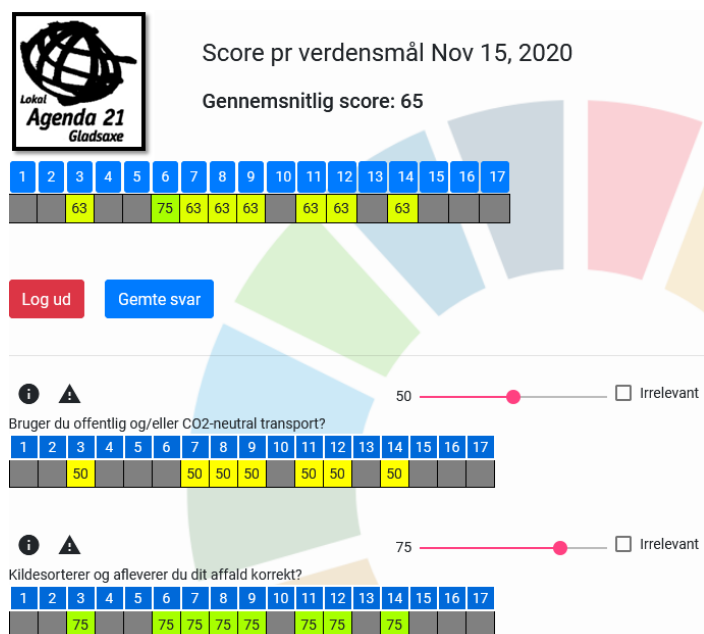 Score pr verdensmål Nov 15, 2020
Gennemsnitlig score: 65
Lokal
Agenda 21
Gladsaxe
1 2 3 4 5 6 7 8 9 10 11 12 13 14 15 16 17
63 75 63 63 63 63 63 63
Log ud Gemte svar
50 Irrelevant
Bruger du offentlig og/eller CO2-neutral transport?
1 2 3 4 5 6 7 8 9 10 11 12 13 14 15 16 17
50 50 50 50 50 50 50
75 Irrelevant
Kildesorterer og afleverer du dit affald korrekt?
1 2 3 4 5 6 7 8 9 10 11 12 13 14 15 16 17
75 75 75 75 75 75 75 75